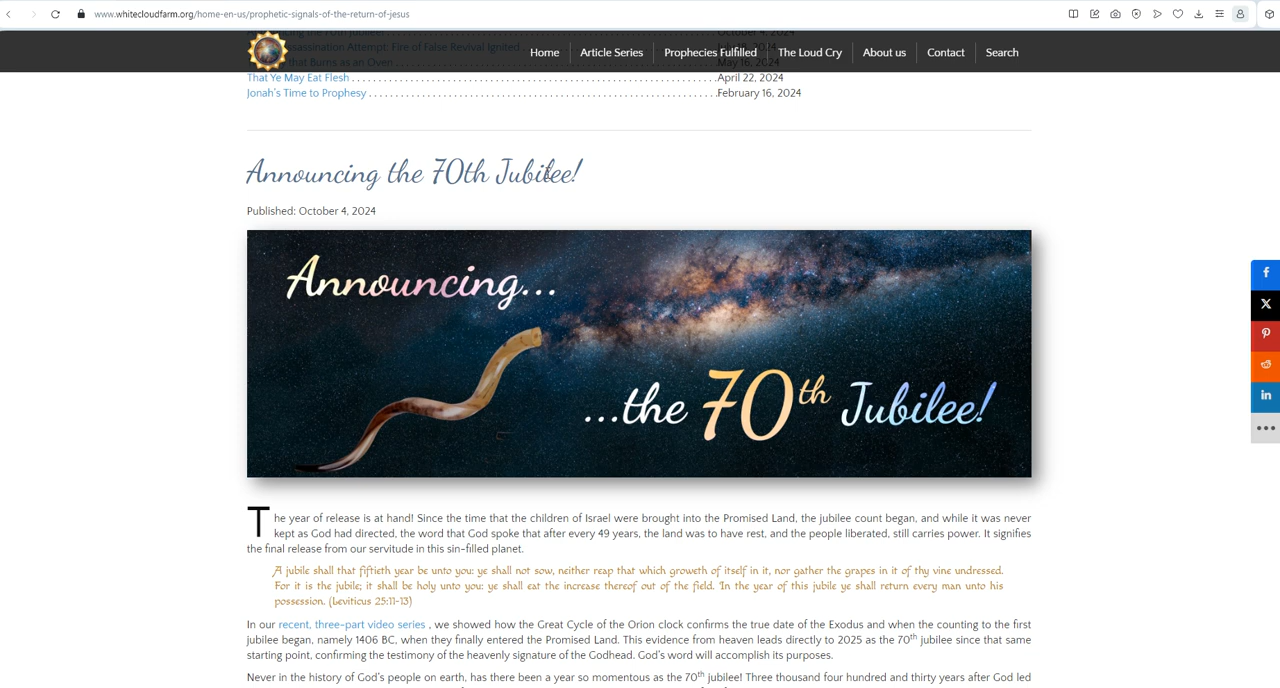 www.whitecloudfarm.org/home-en-us/prophetic-signals-of-the-return-of-jesus
October 4, 2024
Assassination Attempt: Fire of False Revival Ignited
Home
Article Series
Prophecies Fulfilled
The Loud Cry
About us
Contact
Search
that Burns as an Oven
May 16, 2024
That Ye May Eat Flesh . . . . . . . . . . . . . . . . . . . . . . . . . . . . . . . . . . . . . . . . . . . . . . . . . . . . . . . . . . . . . . . . . . . . . . April 22, 2024
Jonah's Time to Prophesy . . . . . . . . . . . . . . . . . . . . . . . . . . . . . . . . . . . . . . . . . . . . . . . . . . . . . . . . . . . . . . . . . . . February 16, 2024
Announcing the 70th Jubilee!
Published: October 4, 2024
Announcing...
...the 70th Jubilee!
The year of release is at hand! Since the time that the children of Israel were brought into the Promised Land, the jubilee count began, and while it was never
kept as God had directed, the word that God spoke that after every 49 years, the land was to have rest, and the people liberated, still carries power. It signifies
the final release from our servitude in this sin-filled planet.
A jubile shall that fiftieth year be unto you: ye shall not sow, neither reap that which groweth of itself in it, nor gather the grapes in it of thy vine undressed.
For it is the jubile; it shall be holy unto you: ye shall eat the increase thereof out of the field. In the year of this jubile ye shall return every man unto his
possession. (Leviticus 25:11-13)
In our recent, three-part video series , we showed how the Great Cycle of the Orion clock confirms the true date of the Exodus and when the counting to the first
jubilee began, namely 1406 BC, when they finally entered the Promised Land. This evidence from heaven leads directly to 2025 as the 70th jubilee since that same
starting point, confirming the testimony of the heavenly signature of the Godhead. God's word will accomplish its purposes.
Never in the history of God's people on earth, has there been a year so momentous as the 70th jubilee! Three thousand four hundred and thirty years after God led